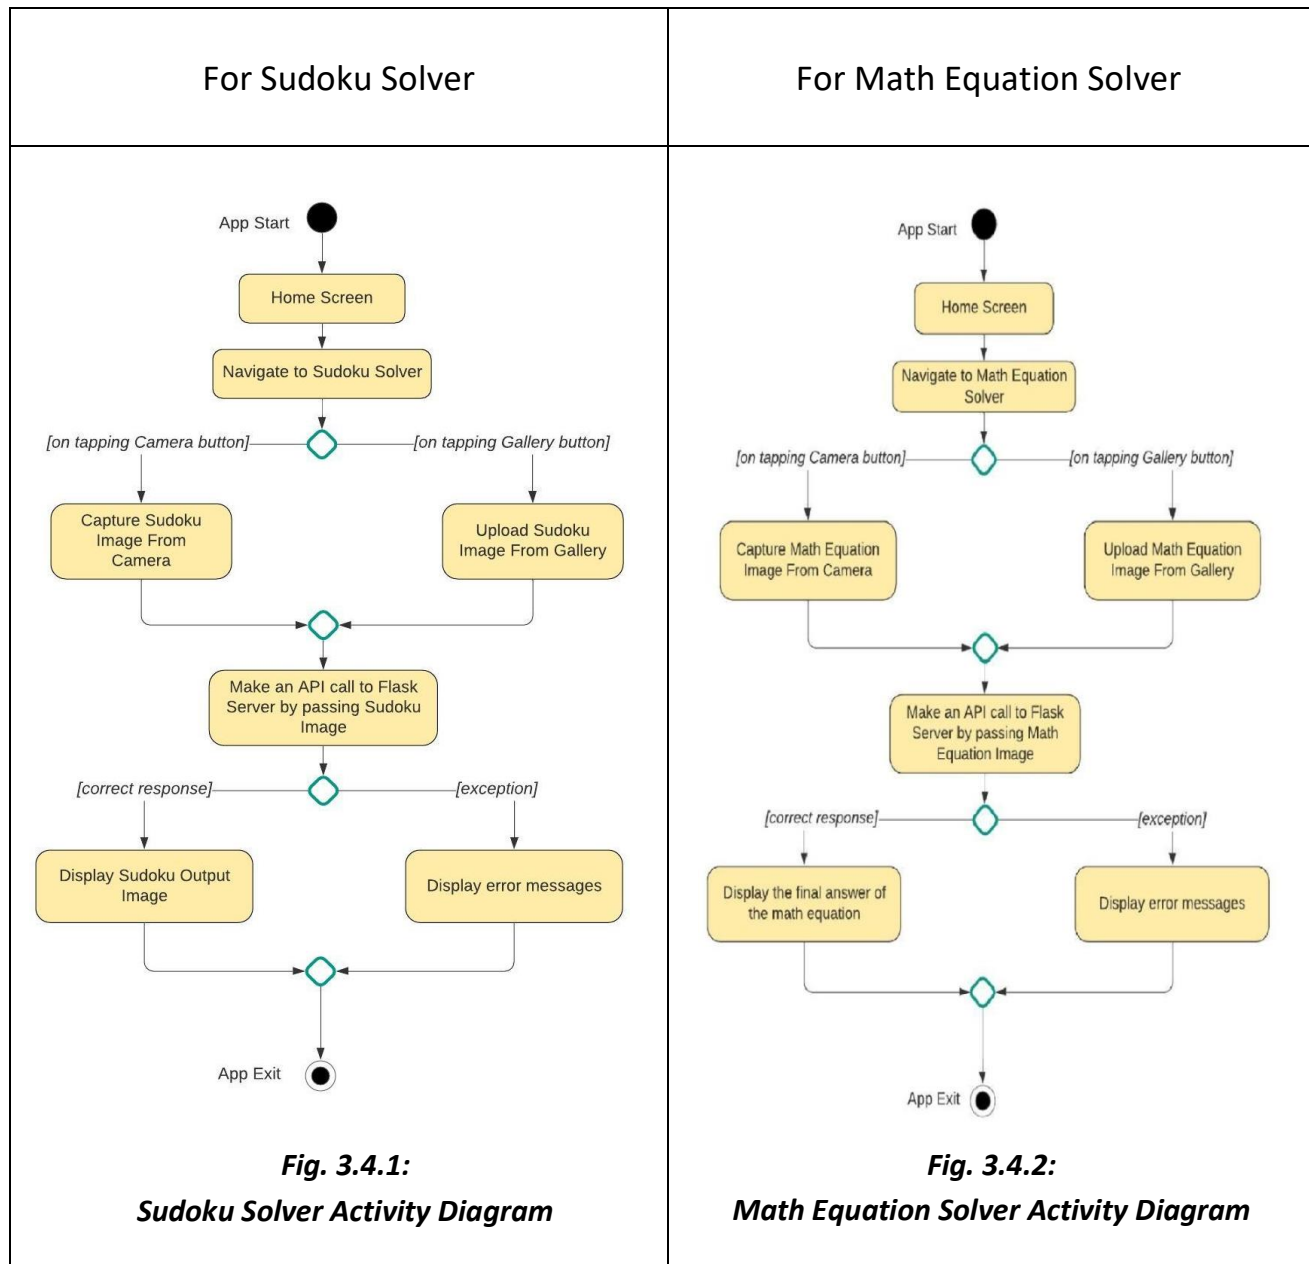 For Sudoku Solver
App Start
Home Screen
Navigate to Sudoku Solver
[on tapping Camera button]
[on tapping Gallery button]
Capture Sudoku
Image From
Camera
Upload Sudoku
Image From Gallery
Make an API call to Flask
Server by passing Sudoku
Image
[correct response]
[exception]
Display Sudoku Output
Image
Display error messages
App Exit
Fig. 3.4.1:
Sudoku Solver Activity Diagram
For Math Equation Solver
App Start
Home Screen
Navigate to Math Equation
Solver
[on tapping Camera button]
[on tapping Gallery button]
Capture Math Equation
Image From Camera
Upload Math Equation
Image From Gallery
Make an API call to Flask
Server by passing Math
Equation Image
[correct response]
[exception]
Display the final answer of
the math equation
Display error messages
App Exit
Fig. 3.4.2:
Math Equation Solver Activity Diagram